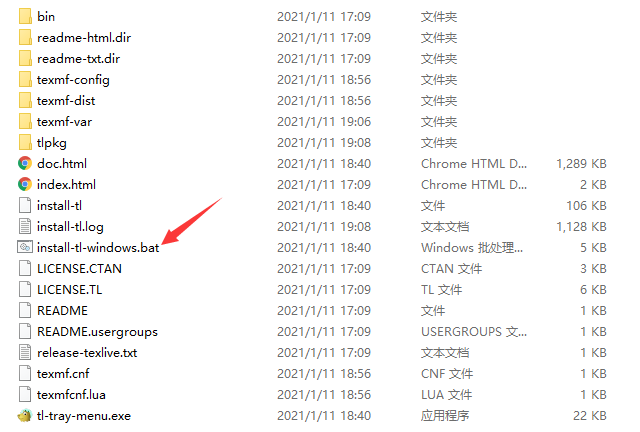 bin 2021/1/11 17:09 文件夹
readme-html.dir 2021/1/11 17:09 文件夹
readme-txt.dir 2021/1/11 17:09 文件夹
texmf-config 2021/1/11 18:56 文件夹
texmf-dist 2021/1/11 18:56 文件夹
texmf-var 2021/1/11 19:06 文件夹
tlpkg 2021/1/11 19:08 文件夹
doc.html 2021/1/11 18:40 Chrome HTML D... 1,289 KB
index.html 2021/1/11 17:09 Chrome HTML D... 2 KB
install-tl 2021/1/11 18:40 文件 106 KB
install-tl.log 2021/1/11 19:08 文本文档 1,128 KB
install-tl-windows.bat 2021/1/11 18:40 Windows 批处理... 5 KB
LICENSE.CTAN 2021/1/11 17:09 CTAN 文件 3 KB
LICENSE.TL 2021/1/11 17:09 TL 文件 6 KB
README 2021/1/11 17:09 文件 1 KB
README.usergroups 2021/1/11 17:09 USERGROUPS 文... 1 KB
release-texlive.txt 2021/1/11 17:09 文本文档 1 KB
texmf.cnf 2021/1/11 18:56 CNF 文件 1 KB
texmfcnf.lua 2021/1/11 18:56 LUA 文件 1 KB
tl-tray-menu.exe 2021/1/11 18:40 应用程序 22 KB